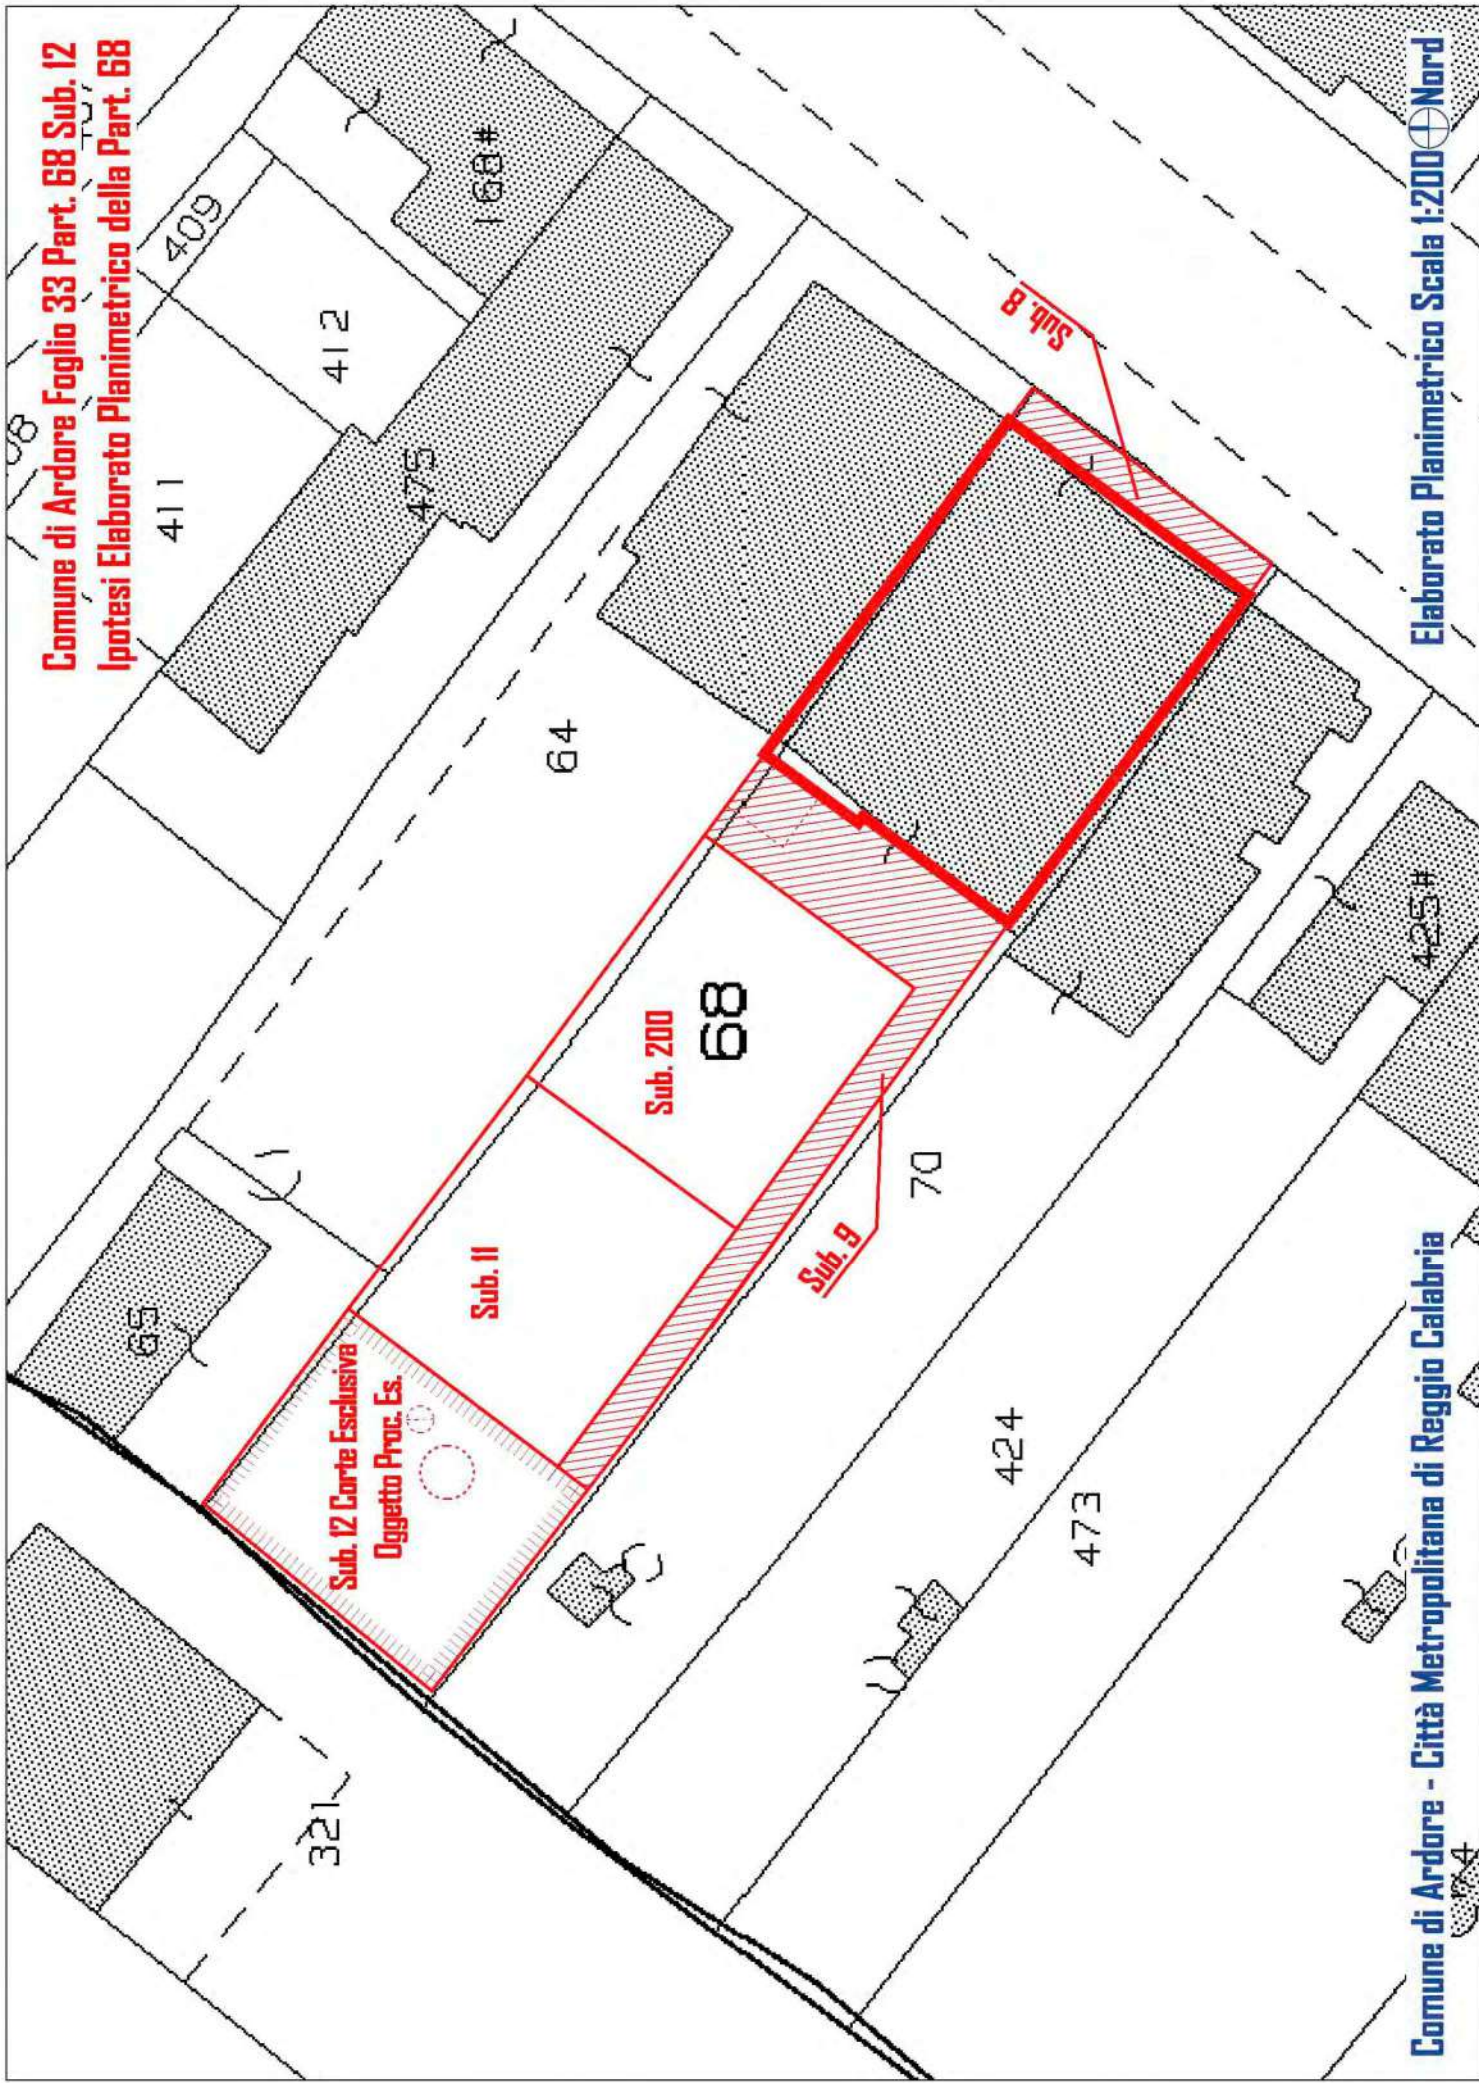 Comune di Ardore Foglio 33 Part. 68 Sub. 12
Ipotesi Elaborato Planimetrico della Part. 68
409
412
168#
411
475
64
65
321
Sub. 12 Corte Esclusiva
Oggetto Proc. Es.
Sub. 11
Sub. 200
68
Sub. 8
Sub. 9
70
424
473
425#
Comune di Ardore - Città Metropolitana di Reggio Calabria
Elaborato Planimetrico Scala 1:200 Nord